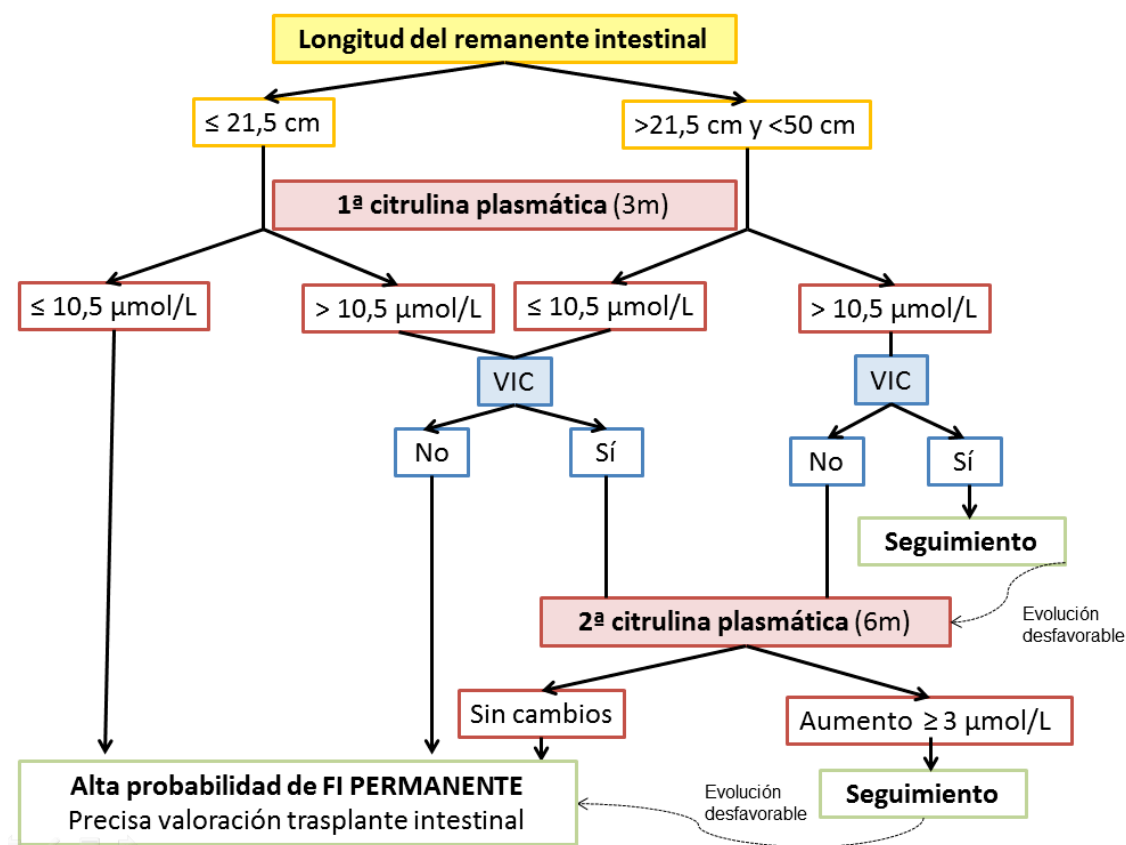 Longitud del remanente intestinal
≤ 21,5 cm
>21,5 cm y <50 cm
1ª citrulina plasmática (3m)
≤ 10,5 µmol/L
> 10,5 µmol/L
≤ 10,5 µmol/L
> 10,5 µmol/L
VIC
VIC
No
Sí
No
Sí
Seguimiento
2ª citrulina plasmática (6m)
Evolución
desfavorable
Sin cambios
Aumento ≥ 3 µmol/L
Alta probabilidad de FI PERMANENTE
Precisa valoración trasplante intestinal
Evolución
desfavorable
Seguimiento